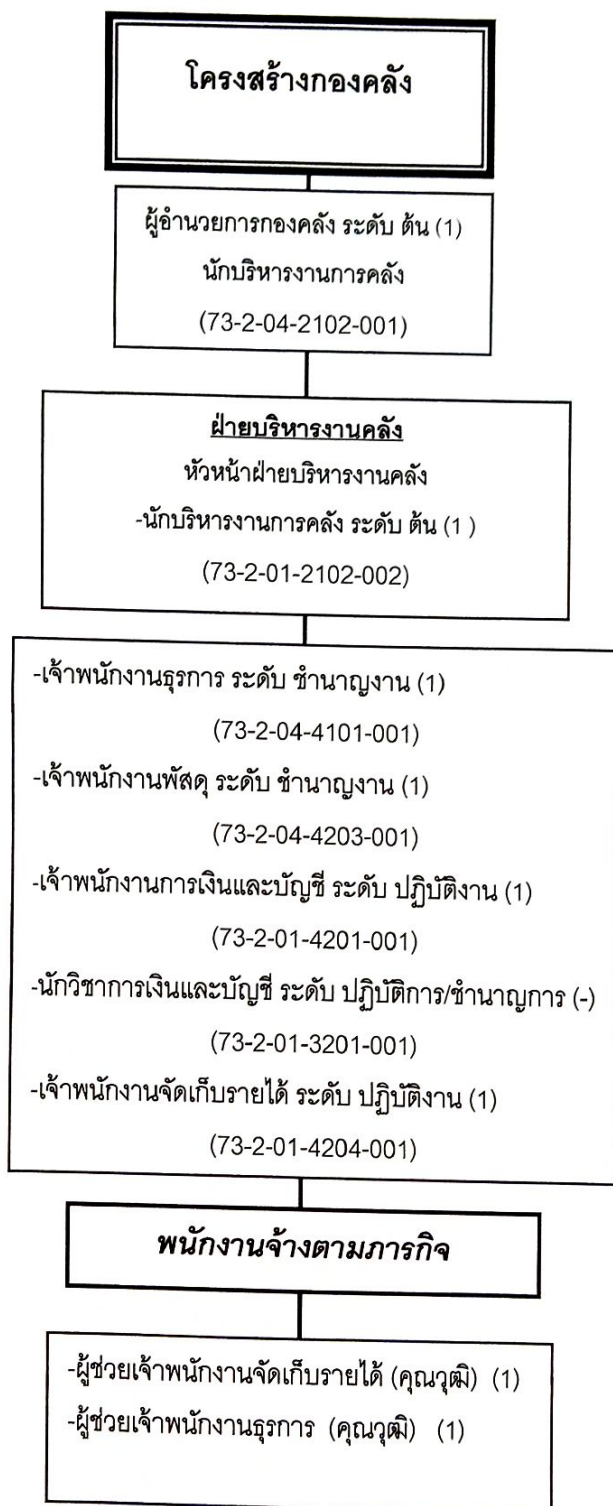 โครงสร้างกองคลัง
ผู้อำนวยการกองคลัง ระดับ ต้น (1)
นักบริหารงานการคลัง
(73-2-04-2102-001)
ฝ่ายบริหารงานคลัง
หัวหน้าฝ่ายบริหารงานคลัง
-นักบริหารงานการคลัง ระดับ ต้น (1 )
(73-2-01-2102-002)
-เจ้าพนักงานธุรการ ระดับ ชำนาญงาน (1)
(73-2-04-4101-001)
-เจ้าพนักงานพัสดุ ระดับ ชำนาญงาน (1)
(73-2-04-4203-001)
-เจ้าพนักงานการเงินและบัญชี ระดับ ปฏิบัติงาน (1)
(73-2-01-4201-001)
-นักวิชาการเงินและบัญชี ระดับ ปฏิบัติการ/ชำนาญการ (-)
(73-2-01-3201-001)
-เจ้าพนักงานจัดเก็บรายได้ ระดับ ปฏิบัติงาน (1)
(73-2-01-4204-001)
พนักงานจ้างตามภารกิจ
-ผู้ช่วยเจ้าพนักงานจัดเก็บรายได้ (คุณวุฒิ) (1)
-ผู้ช่วยเจ้าพนักงานธุรการ (คุณวุฒิ) (1)